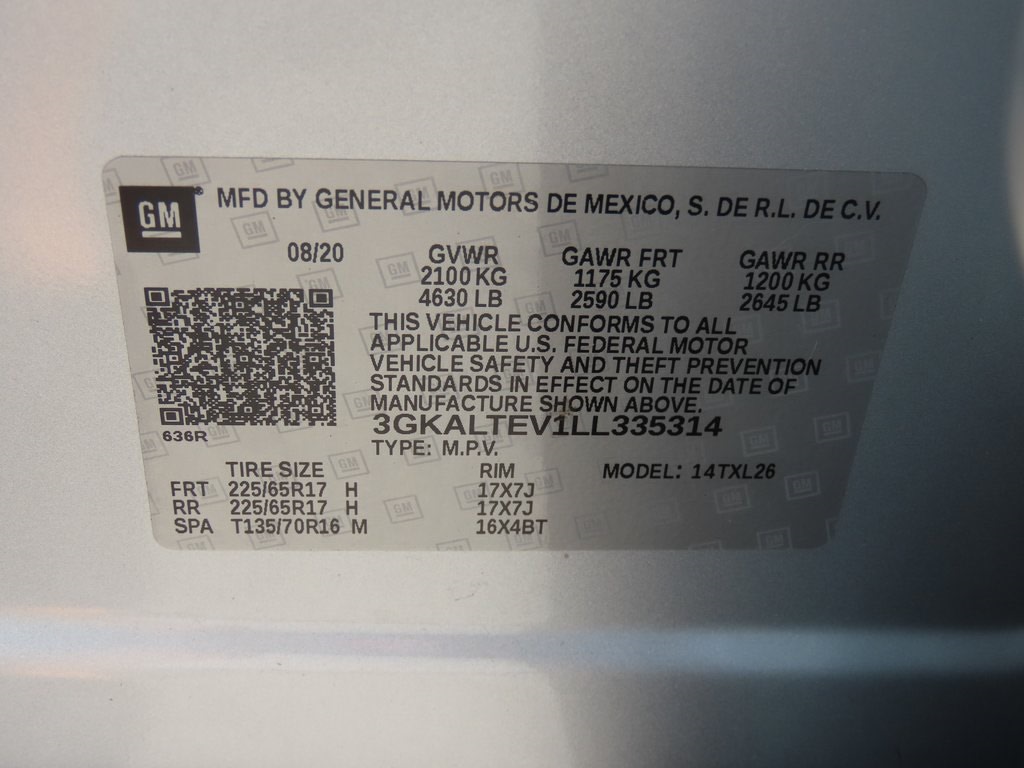 GM MFD BY GENERAL MOTORS DE MEXICO, S. DE R.L. DE C.V.
08/20 GVWR GAWR FRT GAWR RR
2100 KG 1175 KG 1200 KG
4630 LB 2590 LB 2645 LB
THIS VEHICLE CONFORMS TO ALL
APPLICABLE U.S. FEDERAL MOTOR
VEHICLE SAFETY AND THEFT PREVENTION
STANDARDS IN EFFECT ON THE DATE OF
MANUFACTURE SHOWN ABOVE.
3GKALTEV1LL335314
636R
TYPE: M.P.V.
TIRE SIZE RIM MODEL: 14TXL26
FRT 225/65R17 H 17X7J
RR 225/65R17 H 17X7J
SPA T135/70R16 M 16X4BT